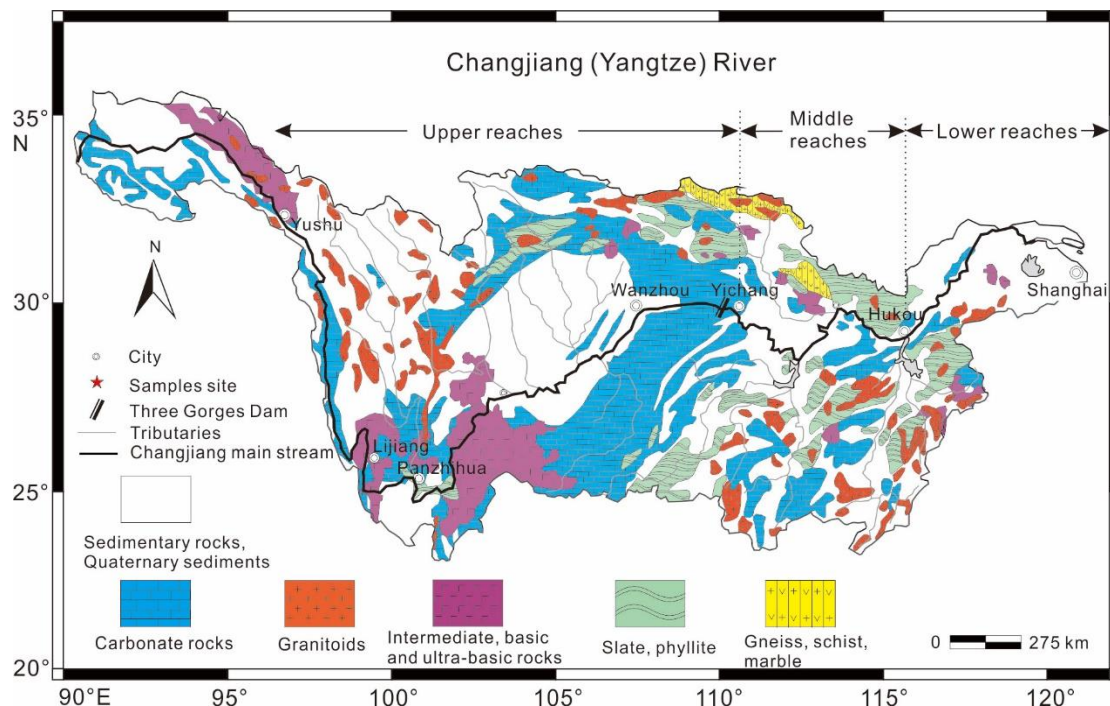 Changjiang (Yangtze) River
35°
N
Upper reaches
Middle
reaches
Lower reaches
Yushu
N
30°
Wanzhou
Yichang
Hukou
Shanghai
City
Samples site
Three Gorges Dam
Tributaries
Changjiang main stream
Lijiang
Panzhihua
25°
Sedimentary rocks,
Quaternary sediments
Carbonate rocks
Granitoids
Intermediate, basic
and ultra-basic rocks
Slate, phyllite
Gneiss, schist,
marble
0 275 km
20°
90°E 95° 100° 105° 110° 115° 120°